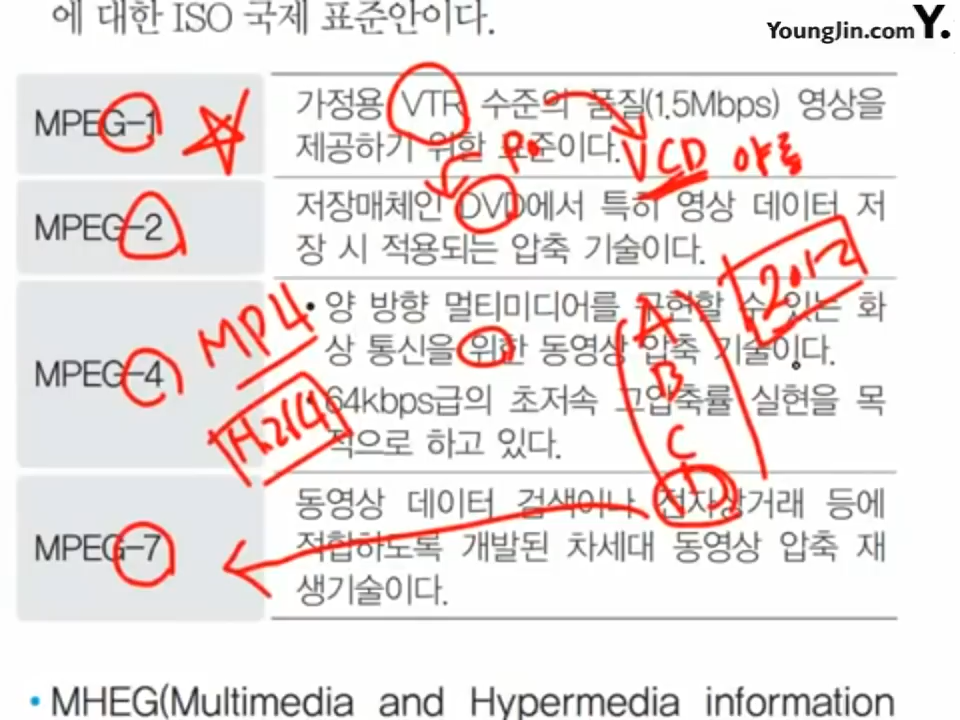 에 대한 ISO 국제 표준안이다.
YoungJin.com Y.
MPEG-1
가정용 VTR 수준의 품질(1.5Mbps) 영상을
제공하기 위한 표준이다.
VCD 야동
MPEG-2
저장매체인 DVD에서 특히 영상 데이터 저
장 시 적용되는 압축 기술이다.
2012
MPEG-4
MP4
• 양 방향 멀티미디어를 구현할 수 있는 화
상 통신을 위한 동영상 압축 기술이다.
H.264
• 64kbps급의 초저속 고압축률 실현을 목
적으로 하고 있다.
A
B
C
D
MPEG-7
동영상 데이터 검색이나 전자상거래 등에
적합하도록 개발된 차세대 동영상 압축 재
생기술이다.
• MHEG(Multimedia and Hypermedia information